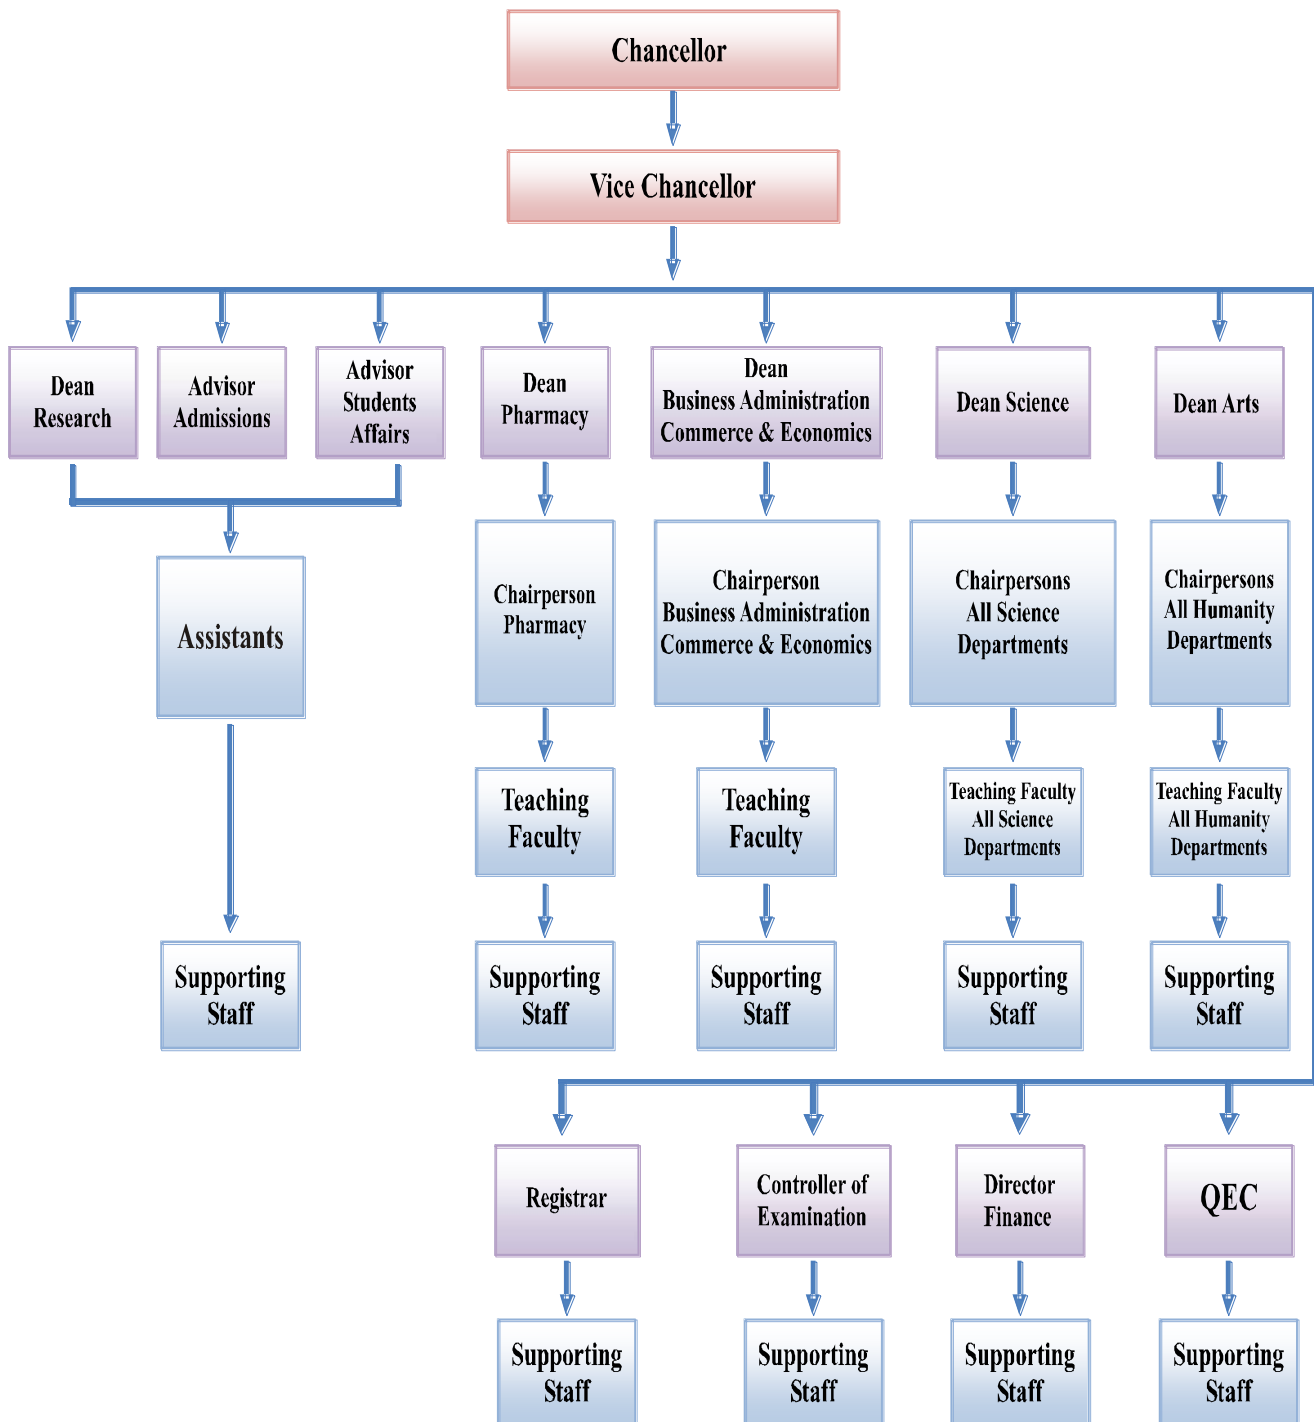 Chancellor
Vice Chancellor
Dean
Research
Advisor
Admissions
Advisor
Students
Affairs
Dean
Pharmacy
Dean
Business Administration
Commerce & Economics
Dean Science
Dean Arts
Assistants
Chairperson
Pharmacy
Chairperson
Business Administration
Commerce & Economics
Chairpersons
All Science
Departments
Chairpersons
All Humanity
Departments
Teaching
Faculty
Teaching
Faculty
Teaching Faculty
All Science
Departments
Teaching Faculty
All Humanity
Departments
Supporting
Staff
Supporting
Staff
Supporting
Staff
Supporting
Staff
Supporting
Staff
Registrar
Controller of
Examination
Director
Finance
QEC
Supporting
Staff
Supporting
Staff
Supporting
Staff
Supporting
Staff